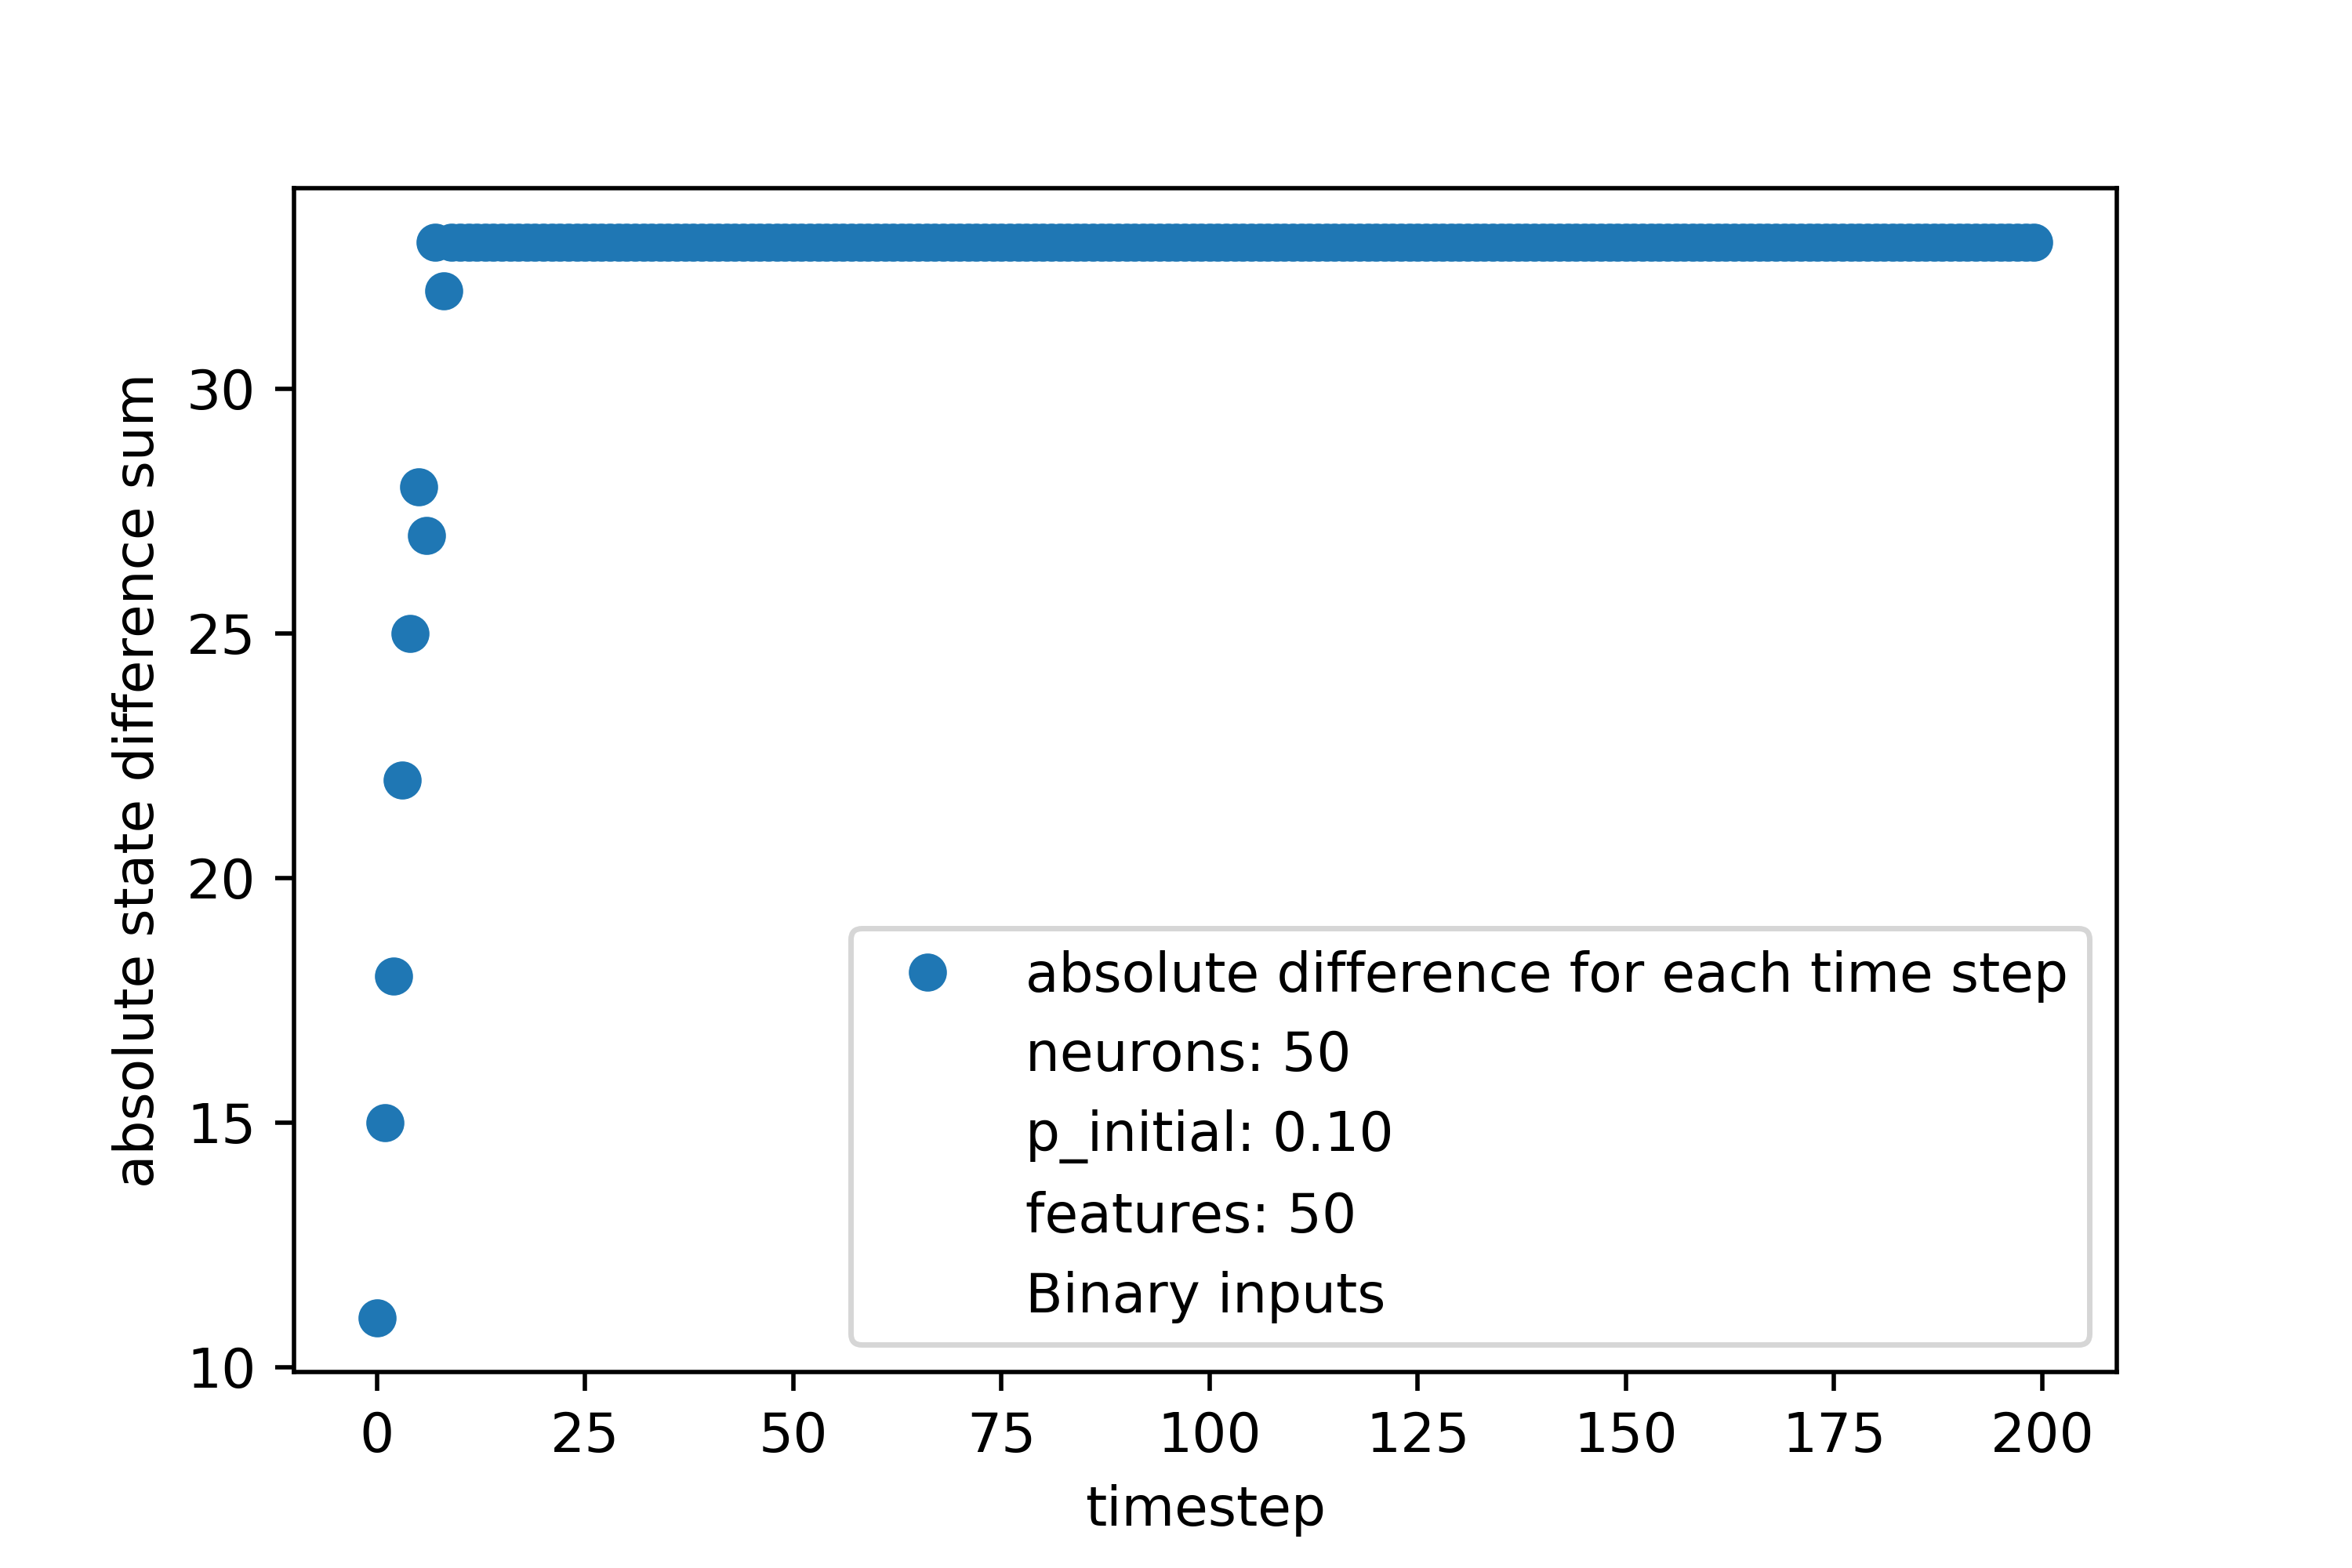 absolute state difference sum
30
25
20
15
10
absolute difference for each time step
neurons: 50
p_initial: 0.10
features: 50
Binary inputs
0 25 50 75 100 125 150 175 200
timestep